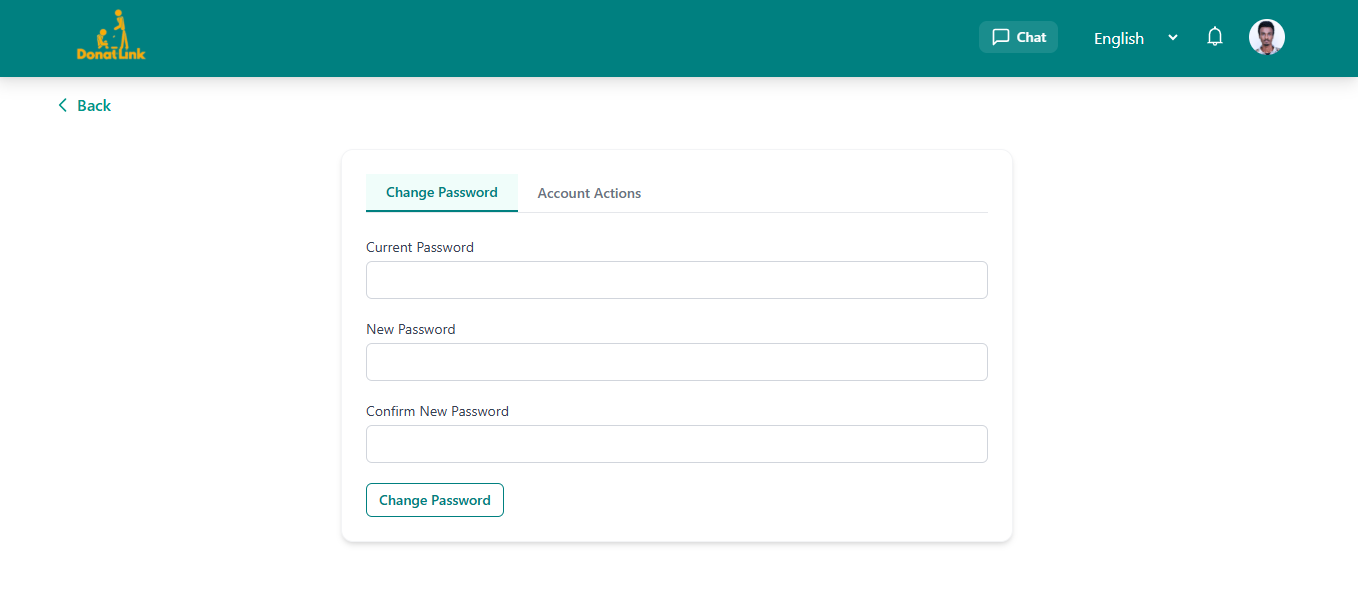 DonatLink
Chat
English
Back
Change Password
Account Actions
Current Password
New Password
Confirm New Password
Change Password